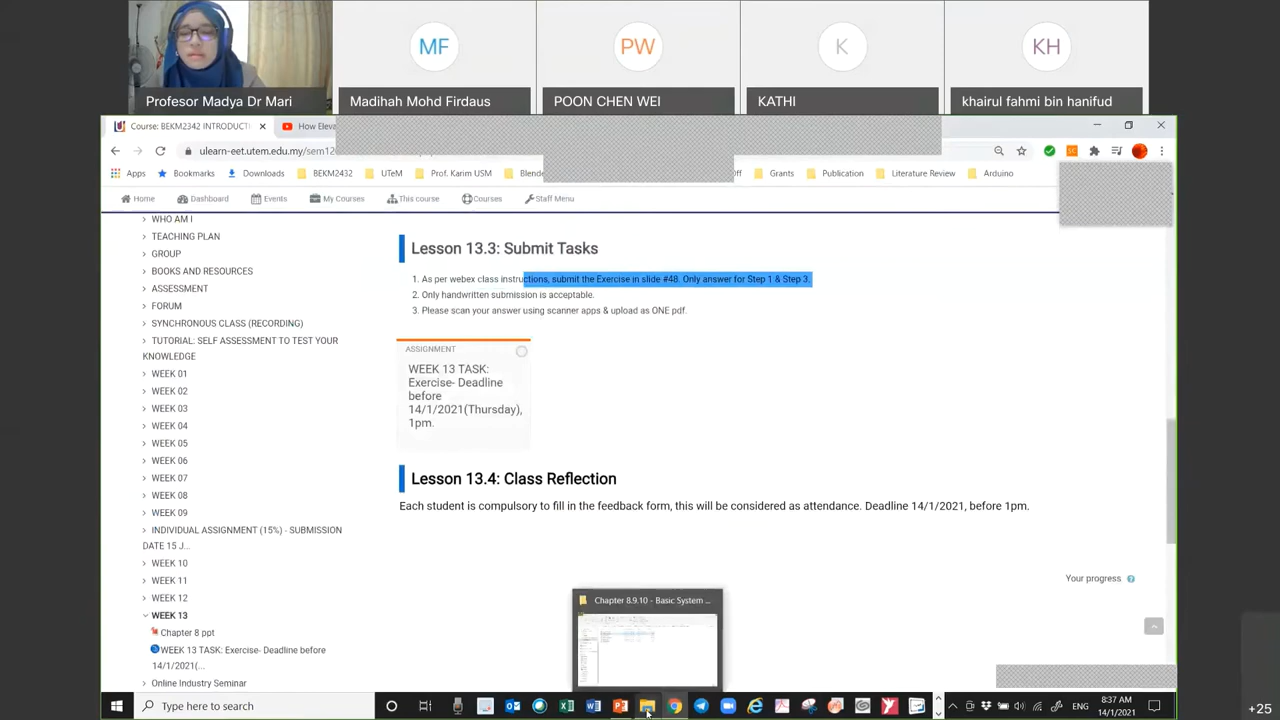 MF
PW
K
KH
Profesor Madya Dr Mari
Madihah Mohd Firdaus
POON CHEN WEI
KATHI
khairul fahmi bin hanifud
Course: BEKM2342 INTRODUCTI
How Eleva
ulearn-eet.utem.edu.my/sem12
Apps
Bookmarks
Downloads
BEKM2432
UTeM
Prof. Karim USM
Blende
Off
Grants
Publication
Literature Review
Arduino
Home
Dashboard
Events
My Courses
This course
Courses
Staff Menu
WHO AM I
TEACHING PLAN
GROUP
BOOKS AND RESOURCES
ASSESSMENT
FORUM
SYNCHRONOUS CLASS (RECORDING)
TUTORIAL: SELF ASSESSMENT TO TEST YOUR
KNOWLEDGE
WEEK 01
WEEK 02
WEEK 03
WEEK 04
WEEK 05
WEEK 06
WEEK 07
WEEK 08
WEEK 09
INDIVIDUAL ASSIGNMENT (15%) - SUBMISSION
DATE 15 J...
WEEK 10
WEEK 11
WEEK 12
WEEK 13
Chapter 8 ppt
WEEK 13 TASK: Exercise- Deadline before
14/1/2021(...
Online Industry Seminar
Lesson 13.3: Submit Tasks
1. As per webex class instructions, submit the Exercise in slide #48. Only answer for Step 1 & Step 3.
2. Only handwritten submission is acceptable.
3. Please scan your answer using scanner apps & upload as ONE pdf.
ASSIGNMENT
WEEK 13 TASK:
Exercise- Deadline
before
14/1/2021(Thursday),
1pm.
Lesson 13.4: Class Reflection
Each student is compulsory to fill in the feedback form, this will be considered as attendance. Deadline 14/1/2021, before 1pm.
Your progress
Chapter 8.9.10 - Basic System ...
Type here to search
ENG
8:37 AM
14/1/2021
+25